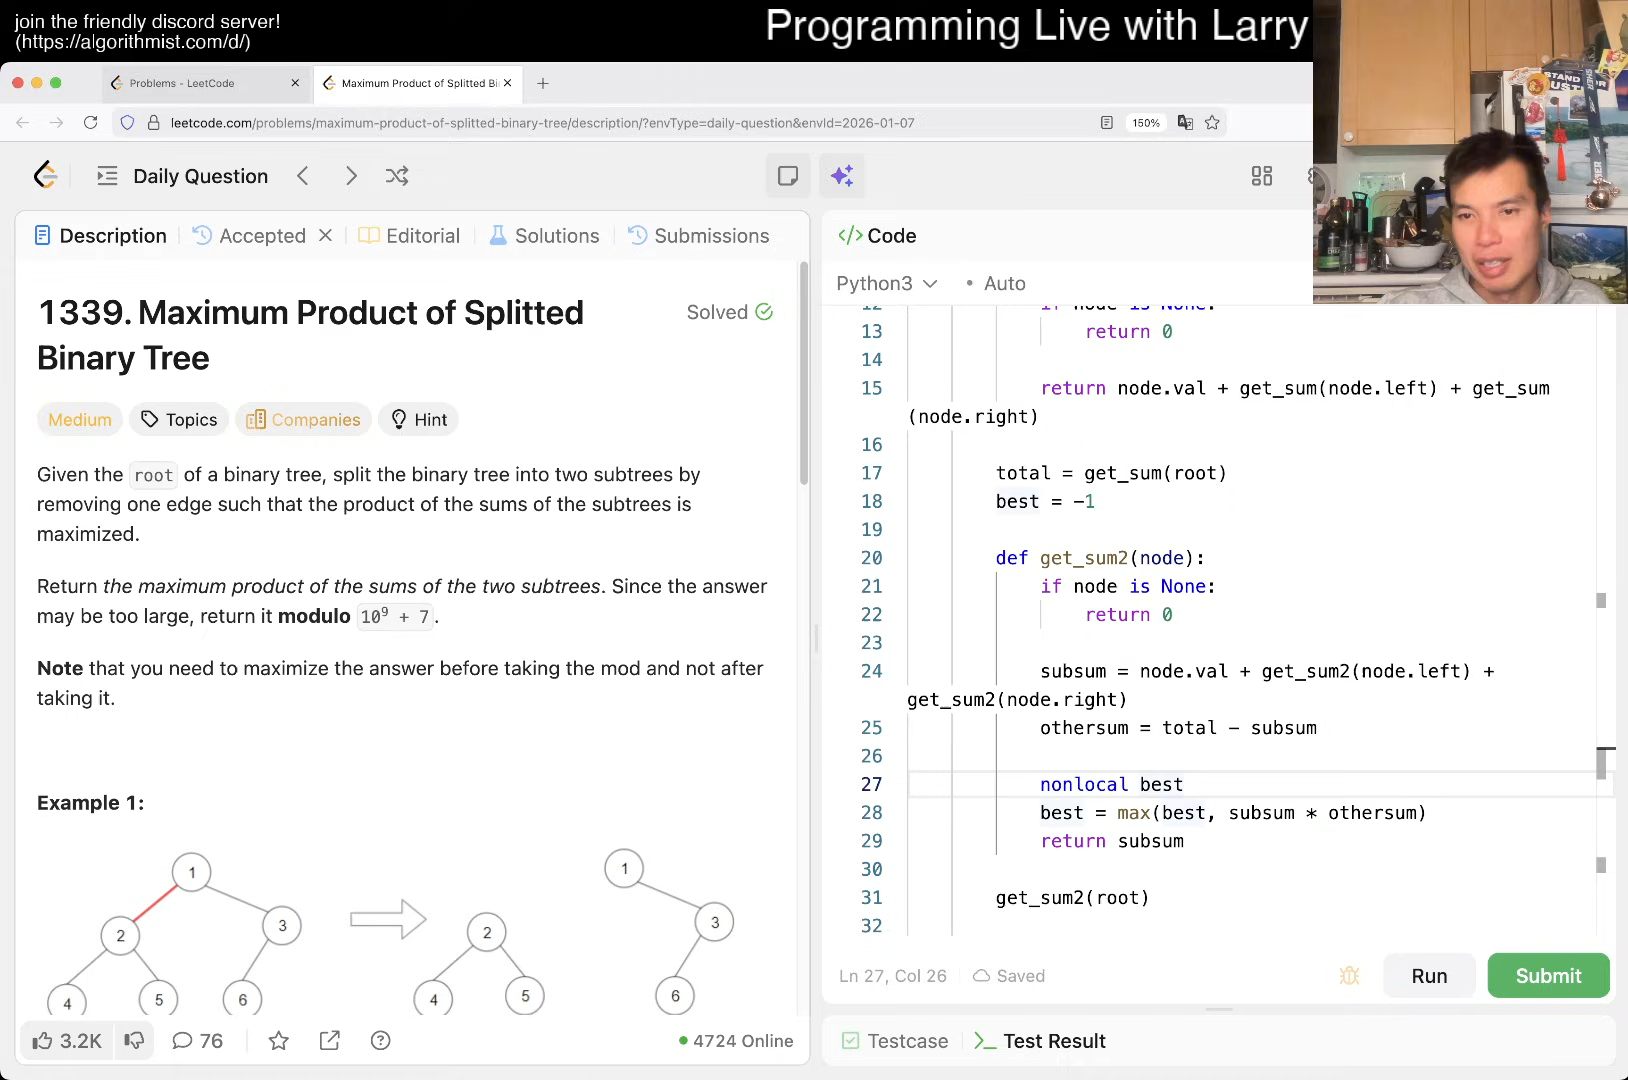 join the friendly discord server!
(https://algorithmist.com/d/)
Programming Live with Larry
Problems - LeetCode
Maximum Product of Splitted Bi
leetcode.com/problems/maximum-product-of-splitted-binary-tree/description/?envType=daily-question&envId=2026-01-07
150%
Daily Question
Description
Accepted
Editorial
Solutions
Submissions
1339. Maximum Product of Splitted
Binary Tree
Solved
Medium
Topics
Companies
Hint
Given the root of a binary tree, split the binary tree into two subtrees by
removing one edge such that the product of the sums of the subtrees is
maximized.
Return the maximum product of the sums of the two subtrees. Since the answer
may be too large, return it modulo 10⁹ + 7.
Note that you need to maximize the answer before taking the mod and not after
taking it.
Example 1:
1
2
3
4
5
6
2
4
5
1
3
6
3.2K
76
4724 Online
</> Code
Python3
Auto
12 if node is None:
13 return 0
14
15 return node.val + get_sum(node.left) + get_sum
(node.right)
16
17 total = get_sum(root)
18 best = -1
19
20 def get_sum2(node):
21 if node is None:
22 return 0
23
24 subsum = node.val + get_sum2(node.left) +
get_sum2(node.right)
25 othersum = total - subsum
26
27 nonlocal best
28 best = max(best, subsum * othersum)
29 return subsum
30
31 get_sum2(root)
32
Ln 27, Col 26
Saved
Run
Submit
Testcase
Test Result